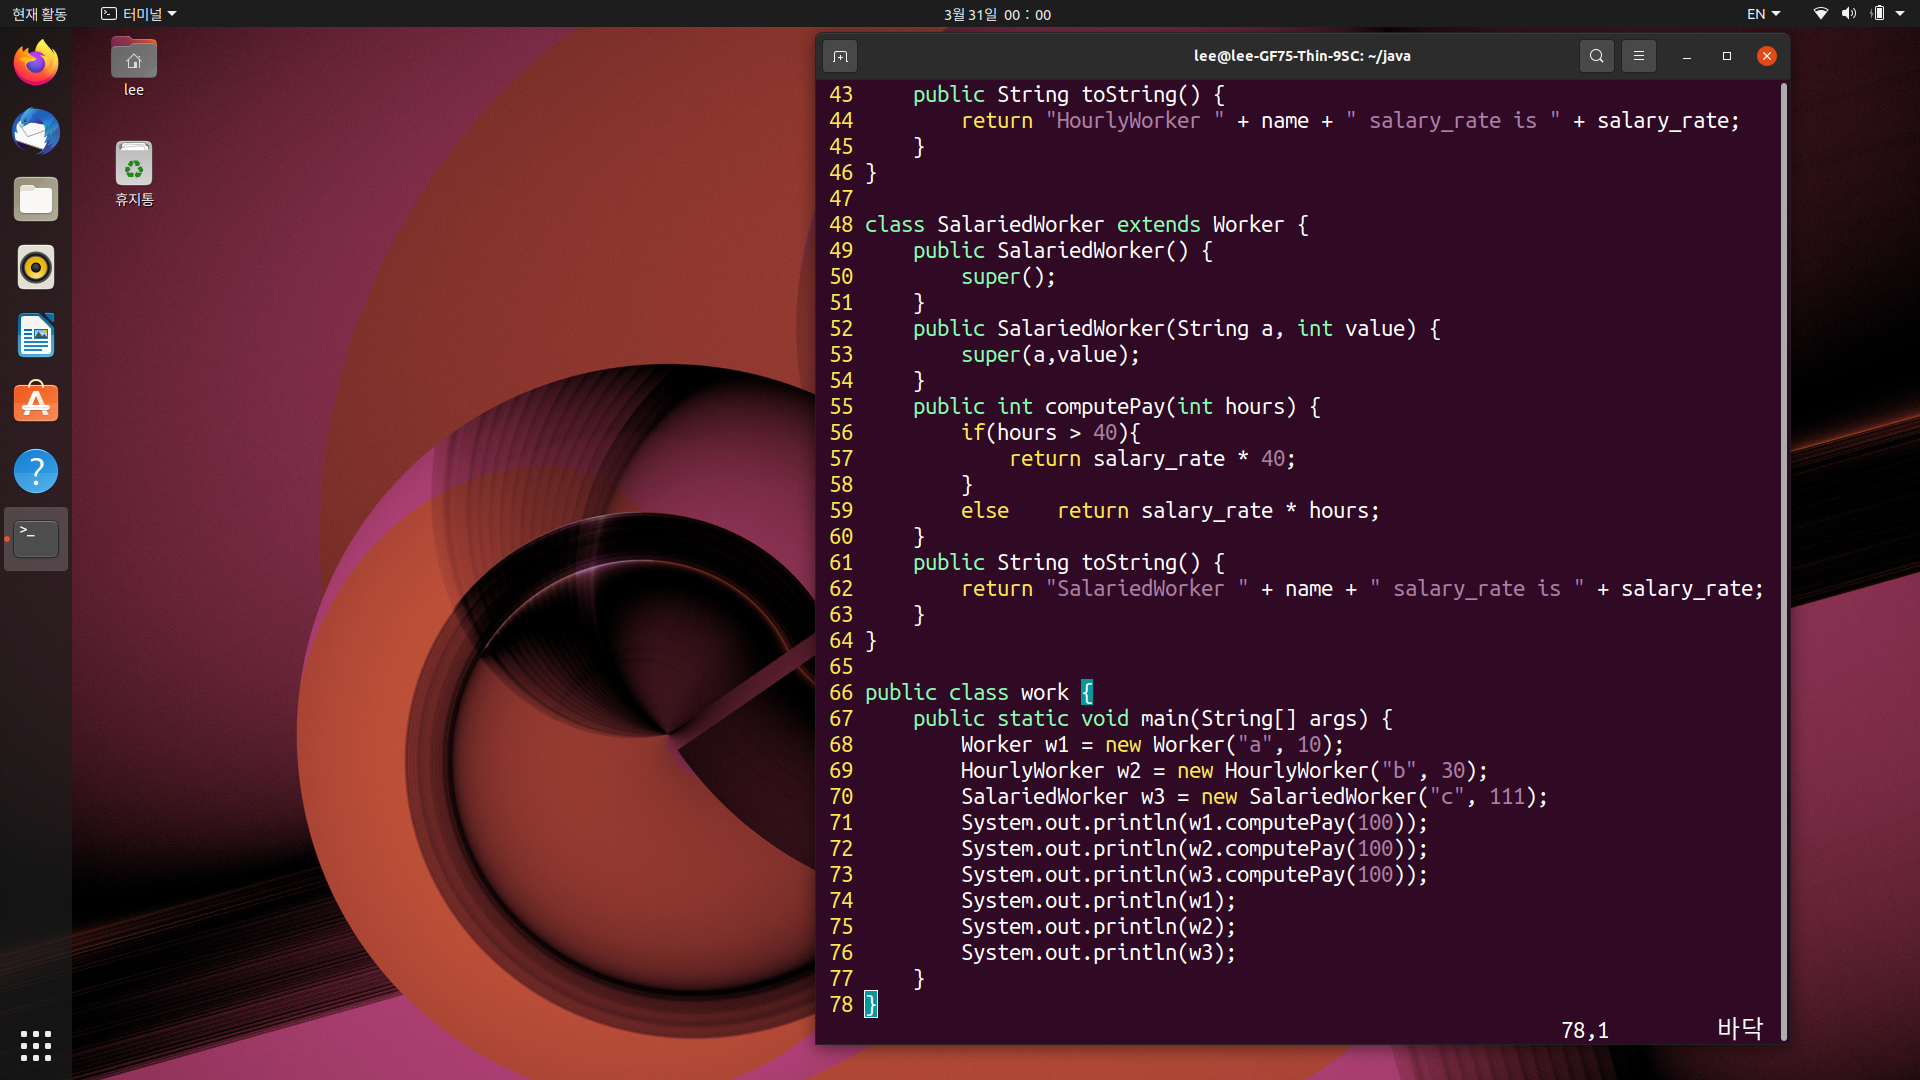 현재 활동 터미널 3월 31일 00 : 00 EN
lee
휴지통
lee@lee-GF75-Thin-9SC: ~/java
43     public String toString() {
44         return "HourlyWorker " + name + " salary_rate is " + salary_rate;
45     }
46 }
47
48 class SalariedWorker extends Worker {
49     public SalariedWorker() {
50         super();
51     }
52     public SalariedWorker(String a, int value) {
53         super(a,value);
54     }
55     public int computePay(int hours) {
56         if(hours > 40){
57             return salary_rate * 40;
58         }
59         else    return salary_rate * hours;
60     }
61     public String toString() {
62         return "SalariedWorker " + name + " salary_rate is " + salary_rate;
63     }
64 }
65
66 public class work {
67     public static void main(String[] args) {
68         Worker w1 = new Worker("a", 10);
69         HourlyWorker w2 = new HourlyWorker("b", 30);
70         SalariedWorker w3 = new SalariedWorker("c", 111);
71         System.out.println(w1.computePay(100));
72         System.out.println(w2.computePay(100));
73         System.out.println(w3.computePay(100));
74         System.out.println(w1);
75         System.out.println(w2);
76         System.out.println(w3);
77     }
78 }
78,1 바닥